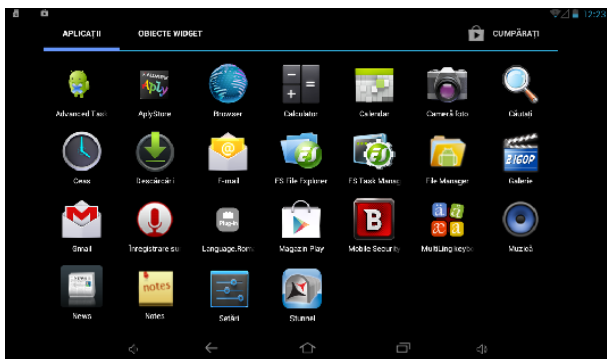 12:23
APLICAȚII OBIECTE WIDGET CUMPĂRAȚI
Advanced Task AplyStore Browser Calculator Calendar Cameră foto Căutați
Ceas Descărcări E-mail ES File Explorer ES Task Manag File Manager Galerie
Gmail Înregistrare su Language.Rom Magazin Play Mobile Security MultiLing keybo Muzică
News Notes Setări Stunnel